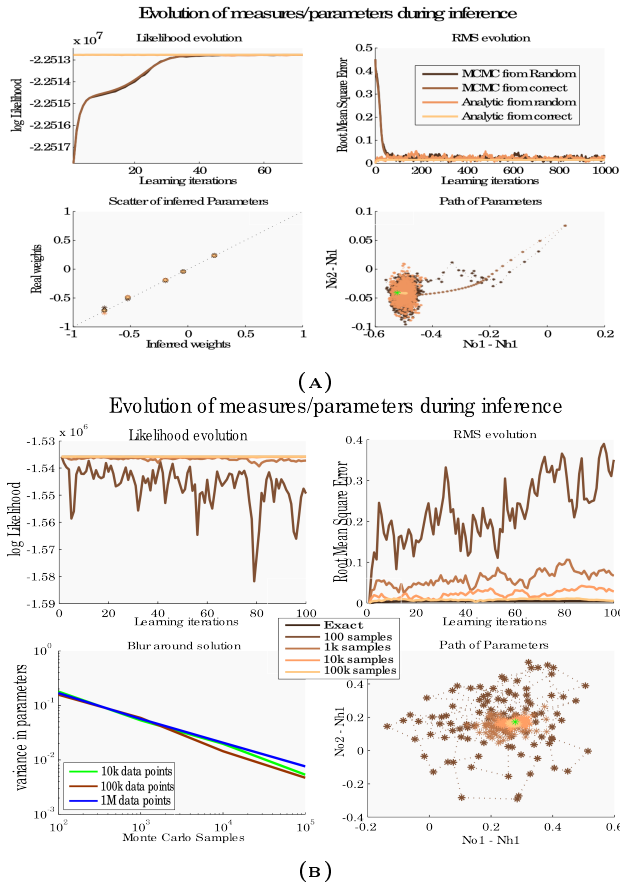 Evolution of measures/parameters during inference
x 10^7
Likelihood evolution
RMS evolution
log Likelihood
-2.2513
-2.2514
-2.2515
-2.2516
-2.2517
20
40
60
Learning iterations
Root Mean Square Error
0.5
0.4
0.3
0.2
0.1
0
MCMC from Random
MCMC from correct
Analytic from random
Analytic from correct
0
200
400
600
800
1000
Learning iterations
Scatter of inferred Parameters
Path of Parameters
Real weights
1
0.5
0
-0.5
-1
-1
-0.5
0
0.5
1
Inferred weights
No2 - Nh1
0.1
0.05
0
-0.05
-0.1
-0.6
-0.4
-0.2
0
0.2
No1 - Nh1
(A)
Evolution of measures/parameters during inference
x 10^6
Likelihood evolution
RMS evolution
log Likelihood
-1.53
-1.54
-1.55
-1.56
-1.57
-1.58
-1.59
0
20
40
60
80
100
Learning iterations
Root Mean Square Error
0.4
0.3
0.2
0.1
0
0
20
40
60
80
100
Learning iterations
Exact
100 samples
1k samples
10k samples
100k samples
Blur around solution
Path of Parameters
variance in parameters
10^0
10^-1
10^-2
10^-3
10k data points
100k data points
1M data points
10^2
10^3
10^4
10^5
Monte Carlo Samples
No2 - Nh1
0.4
0.2
0
-0.2
-0.4
-0.2
0
0.2
0.4
0.6
No1 - Nh1
(B)